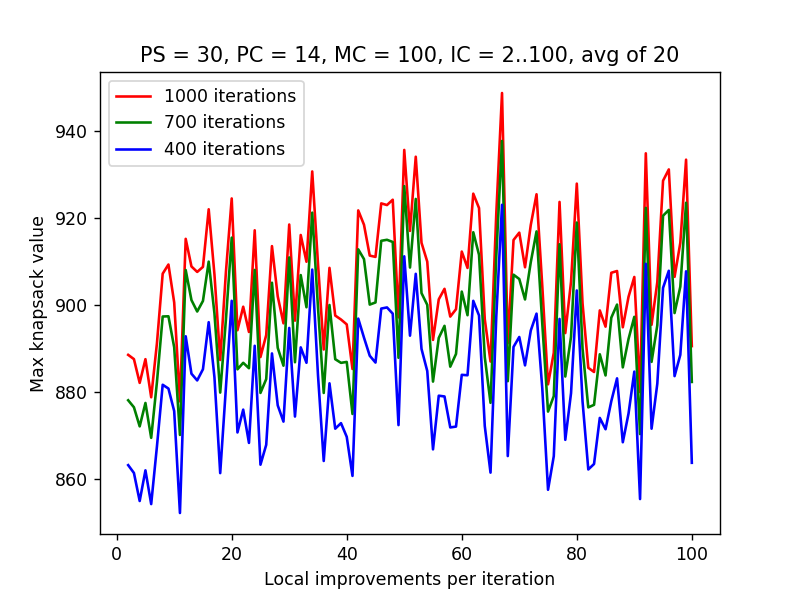 PS = 30, PC = 14, MC = 100, IC = 2..100, avg of 20
1000 iterations
700 iterations
400 iterations
940
920
900
880
860
Max knapsack value
0 20 40 60 80 100
Local improvements per iteration